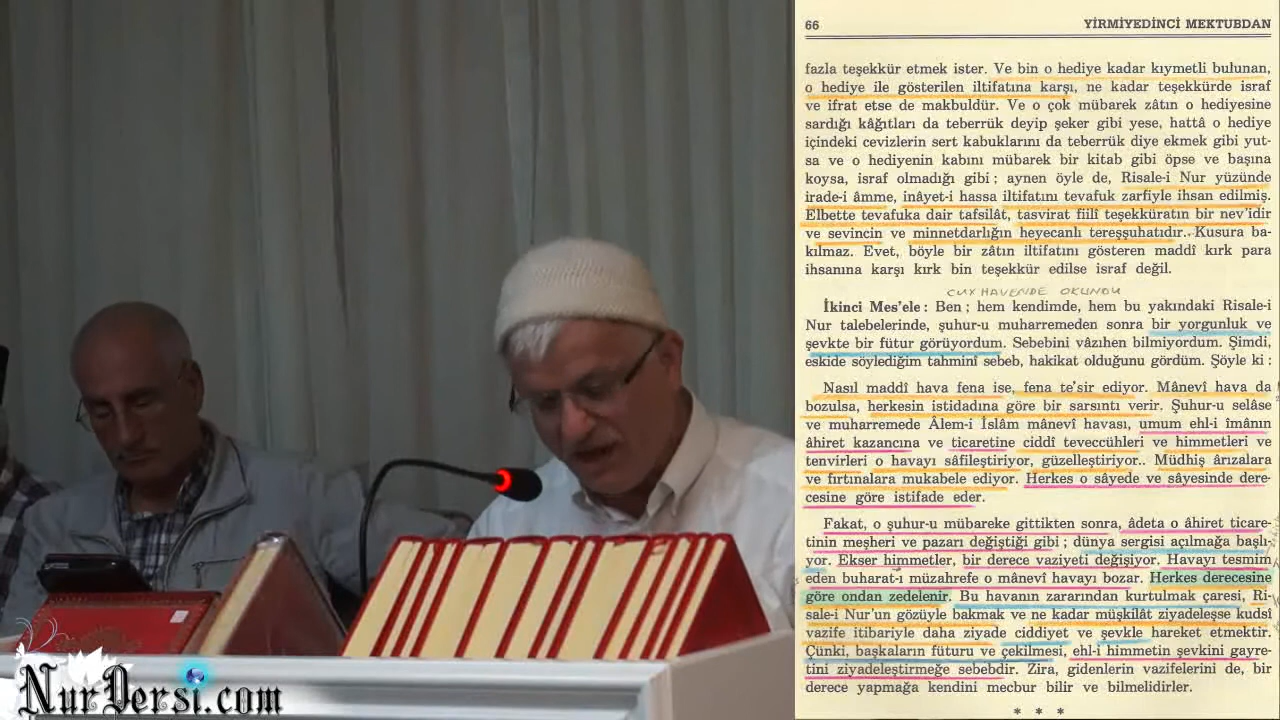 66 YİRMİYEDİNCİ MEKTUBDAN
fazla teşekkür etmek ister. Ve bin o hediye kadar kıymetli bulunan,
o hediye ile gösterilen iltifatına karşı, ne kadar teşekkürde israf
ve ifrat etse de makbuldür. Ve o çok mübarek zâtın o hediyesine
sardığı kâğıtları da teberrük deyip şeker gibi yese, hattâ o hediye
içindeki cevizlerin sert kabuklarını da teberrük diye ekmek gibi yut-
sa ve o hediyenin kabını mübarek bir kitab gibi öpse ve başına
koysa, israf olmadığı gibi; aynen öyle de, Risale-i Nur yüzünde
irade-i âmme, inâyet-i hassa iltifatını tevafuk zarfiyle ihsan edilmiş.
Elbette tevafuka dair tafsilât, tasvirat fiilî teşekküratın bir nev'idir
ve sevincin ve minnetdarlığın heyecanlı tereşşuhatıdır.. Kusura ba-
kılmaz. Evet, böyle bir zâtın iltifatını gösteren maddî kırk para
ihsanına karşı kırk bin teşekkür edilse israf değil.
CUXHAVENDE OKUNDU
İkinci Mes'ele: Ben; hem kendimde, hem bu yakındaki Risale-i
Nur talebelerinde, şuhur-u muharremeden sonra bir yorgunluk ve
şevkte bir fütur görüyordum. Sebebini vâzıhen bilmiyordum. Şimdi,
eskide söylediğim tahminî sebeb, hakikat olduğunu gördüm. Şöyle ki:
Nasıl maddî hava fena ise, fena te'sir ediyor. Mânevî hava da
bozulsa, herkesin istidadına göre bir sarsıntı verir. Şuhur-u selâse
ve muharremede Âlem-i İslâm mânevî havası, umum ehl-i îmânın
âhiret kazancına ve ticaretine ciddî teveccühleri ve himmetleri ve
tenvirleri o havayı sâfileştiriyor, güzelleştiriyor.. Müdhiş ârızalara
ve fırtınalara mukabele ediyor. Herkes o sâyede ve sâyesinde dere-
cesine göre istifade eder.
Fakat, o şuhur-u mübareke gittikten sonra, âdeta o âhiret ticare-
tinin meşheri ve pazarı değiştiği gibi; dünya sergisi açılmağa başlı-
yor. Ekser himmetler, bir derece vaziyeti değişiyor. Havayı tesmim
eden buharat-ı müzahrefe o mânevî havayı bozar. Herkes derecesine
göre ondan zedelenir. Bu havanın zararından kurtulmak çaresi, Ri-
sale-i Nur'un gözüyle bakmak ve ne kadar müşkilât ziyadeleşse kudsî
vazife itibariyle daha ziyade ciddiyet ve şevkle hareket etmektir.
Çünki, başkaların füturu ve çekilmesi, ehl-i himmetin şevkini gayre-
tini ziyadeleştirmeğe sebebdir. Zira, gidenlerin vazifelerini de, bir
derece yapmağa kendini mecbur bilir ve bilmelidirler.
* * *
NurDersi.com